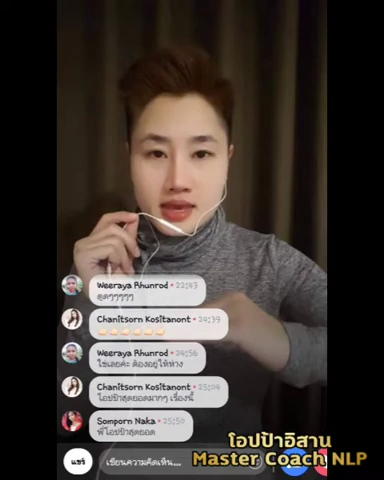 Weeraya Rhunrod • 22:43
ดูดๆๆๆๆๆ
Chanitsorn Kositanont • 24:39
Weeraya Rhunrod • 24:56
ใช่เลยค่ะ ต้องอยู่ให้ห่าง
Chanitsorn Kositanont • 25:04
โอปป้าสุดยอดมากๆ เรื่องนี้
Somporn Naka • 25:50
พี่โอปป้าสุดยอด
แชร์
เขียนความคิดเห็น...
โอปป้าอิสาน
Master Coach NLP